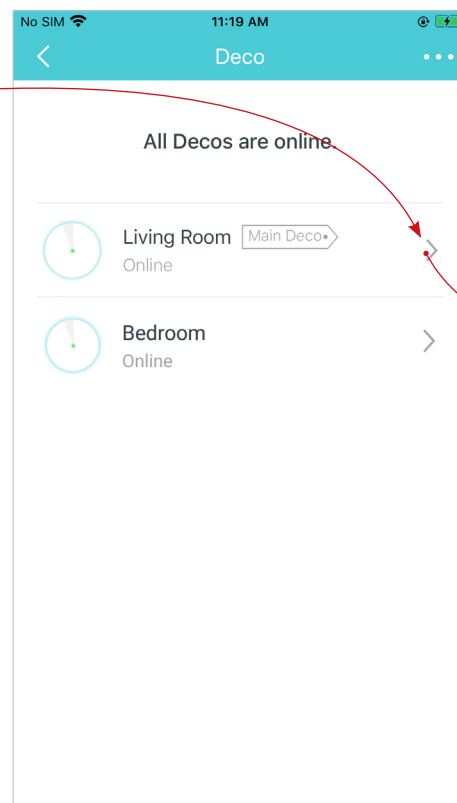 No SIM 11:19 AM
Deco
All Decos are online.
Living Room Main Deco
Online
Bedroom
Online